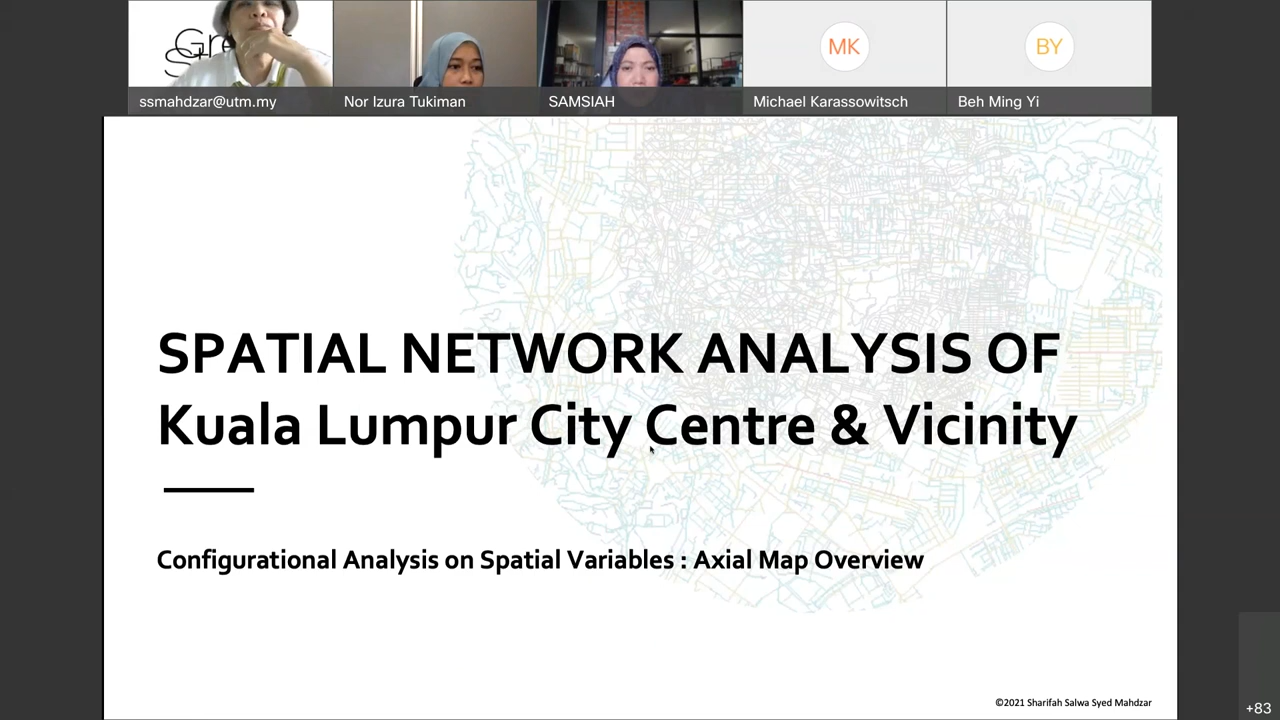 Gre
S
ssmahdzar@utm.my
Nor Izura Tukiman
SAMSIAH
MK
Michael Karassowitsch
BY
Beh Ming Yi
SPATIAL NETWORK ANALYSIS OF
Kuala Lumpur City Centre & Vicinity
Configurational Analysis on Spatial Variables : Axial Map Overview
©2021 Sharifah Salwa Syed Mahdzar
+83